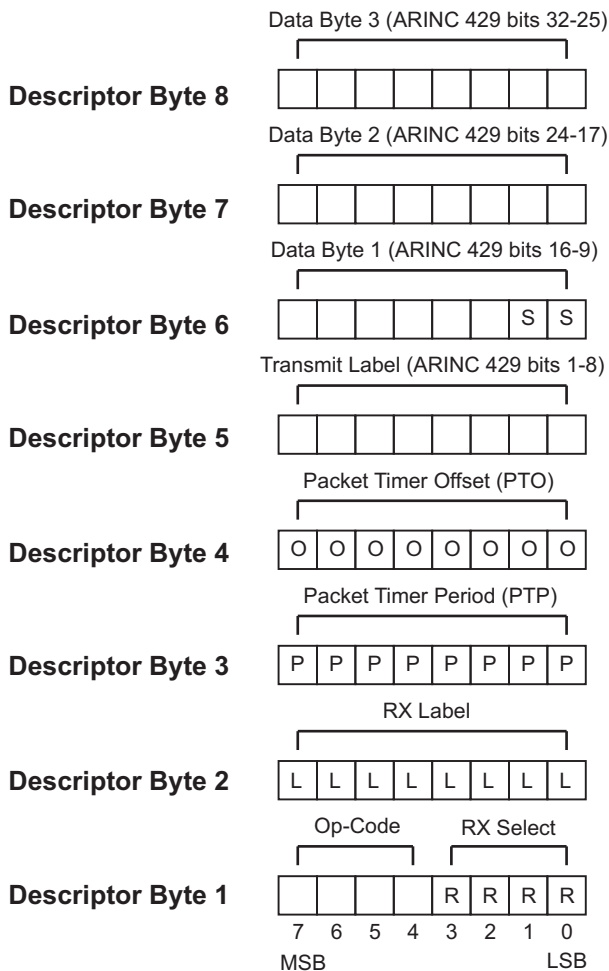 Data Byte 3 (ARINC 429 bits 32-25)
Descriptor Byte 8
Data Byte 2 (ARINC 429 bits 24-17)
Descriptor Byte 7
Data Byte 1 (ARINC 429 bits 16-9)
Descriptor Byte 6 S S
Transmit Label (ARINC 429 bits 1-8)
Descriptor Byte 5
Packet Timer Offset (PTO)
Descriptor Byte 4 O O O O O O O O
Packet Timer Period (PTP)
Descriptor Byte 3 P P P P P P P P
RX Label
Descriptor Byte 2 L L L L L L L L
Op-Code RX Select
Descriptor Byte 1 R R R R
7 6 5 4 3 2 1 0
MSB LSB